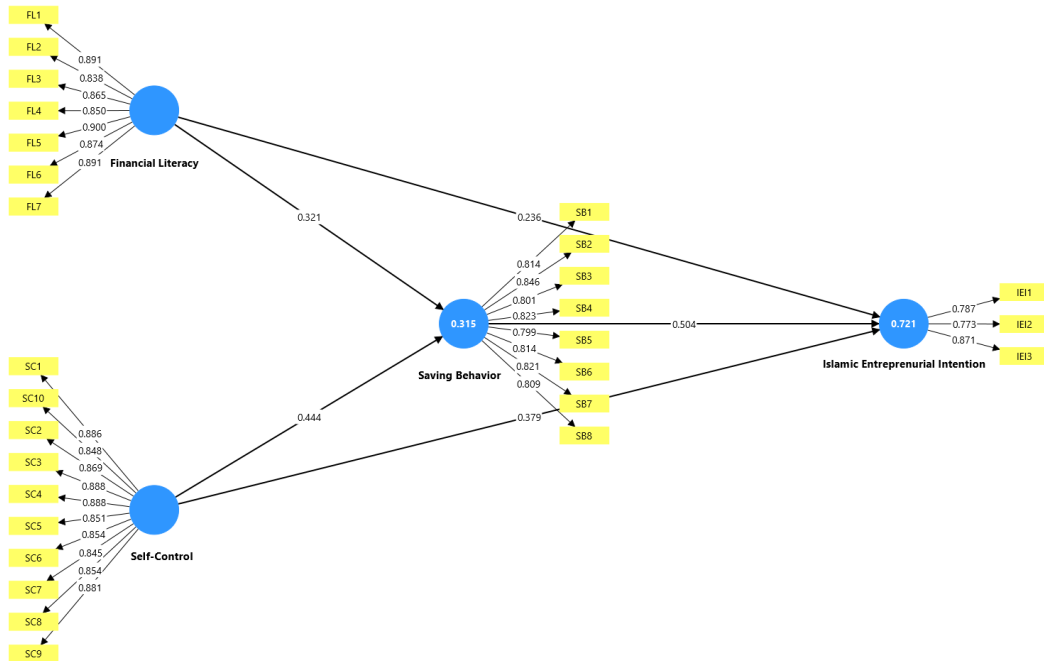 FL1
FL2
FL3
FL4
FL5
FL6
FL7
0.891
0.838
0.865
0.850
0.900
0.874
0.891
Financial Literacy
0.321
0.236
SB1
SB2
SB3
SB4
SB5
SB6
SB7
SB8
0.814
0.846
0.801
0.823
0.799
0.814
0.821
0.809
0.315
Saving Behavior
0.504
0.721
Islamic Entreprenurial Intention
0.787
0.773
0.871
IEI1
IEI2
IEI3
0.444
0.379
SC1
SC10
SC2
SC3
SC4
SC5
SC6
SC7
SC8
SC9
0.886
0.848
0.869
0.888
0.888
0.851
0.854
0.845
0.854
0.881
Self-Control